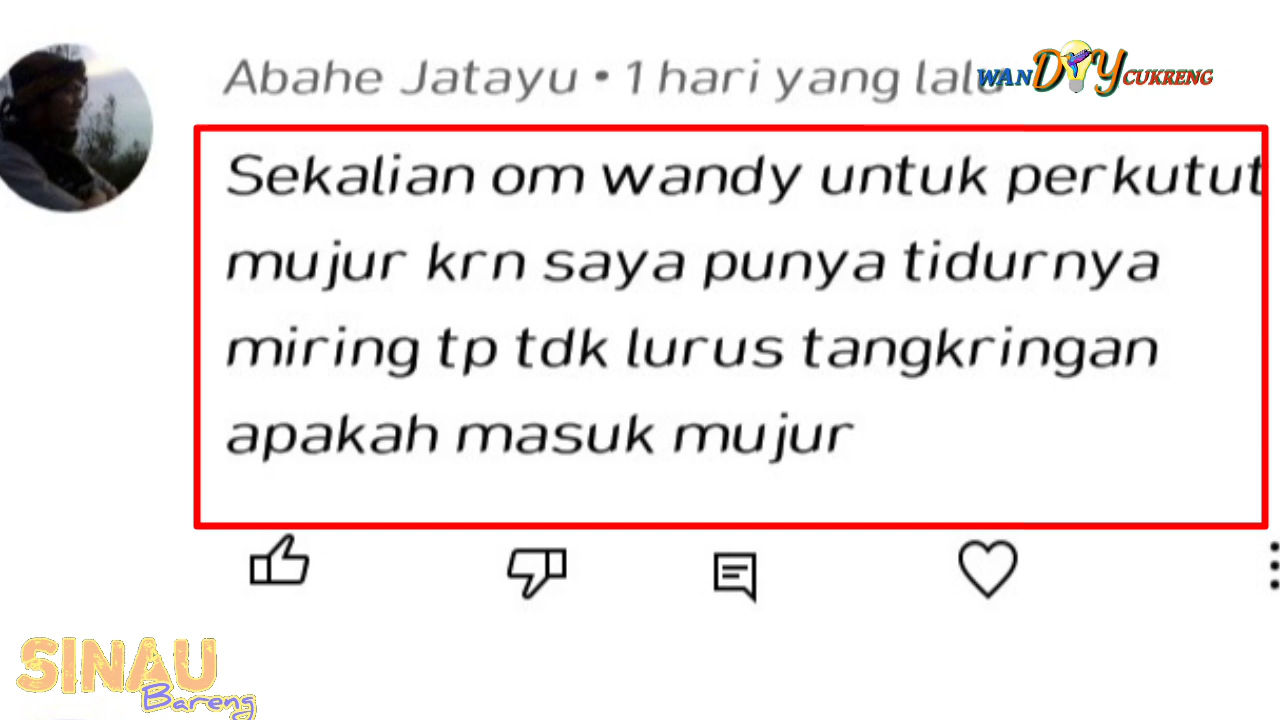 Abahe Jatayu • 1 hari yang lalu
WANDYCUKRENG
Sekalian om wandy untuk perkutut
mujur krn saya punya tidurnya
miring tp tdk lurus tangkringan
apakah masuk mujur
SINAU
Bareng